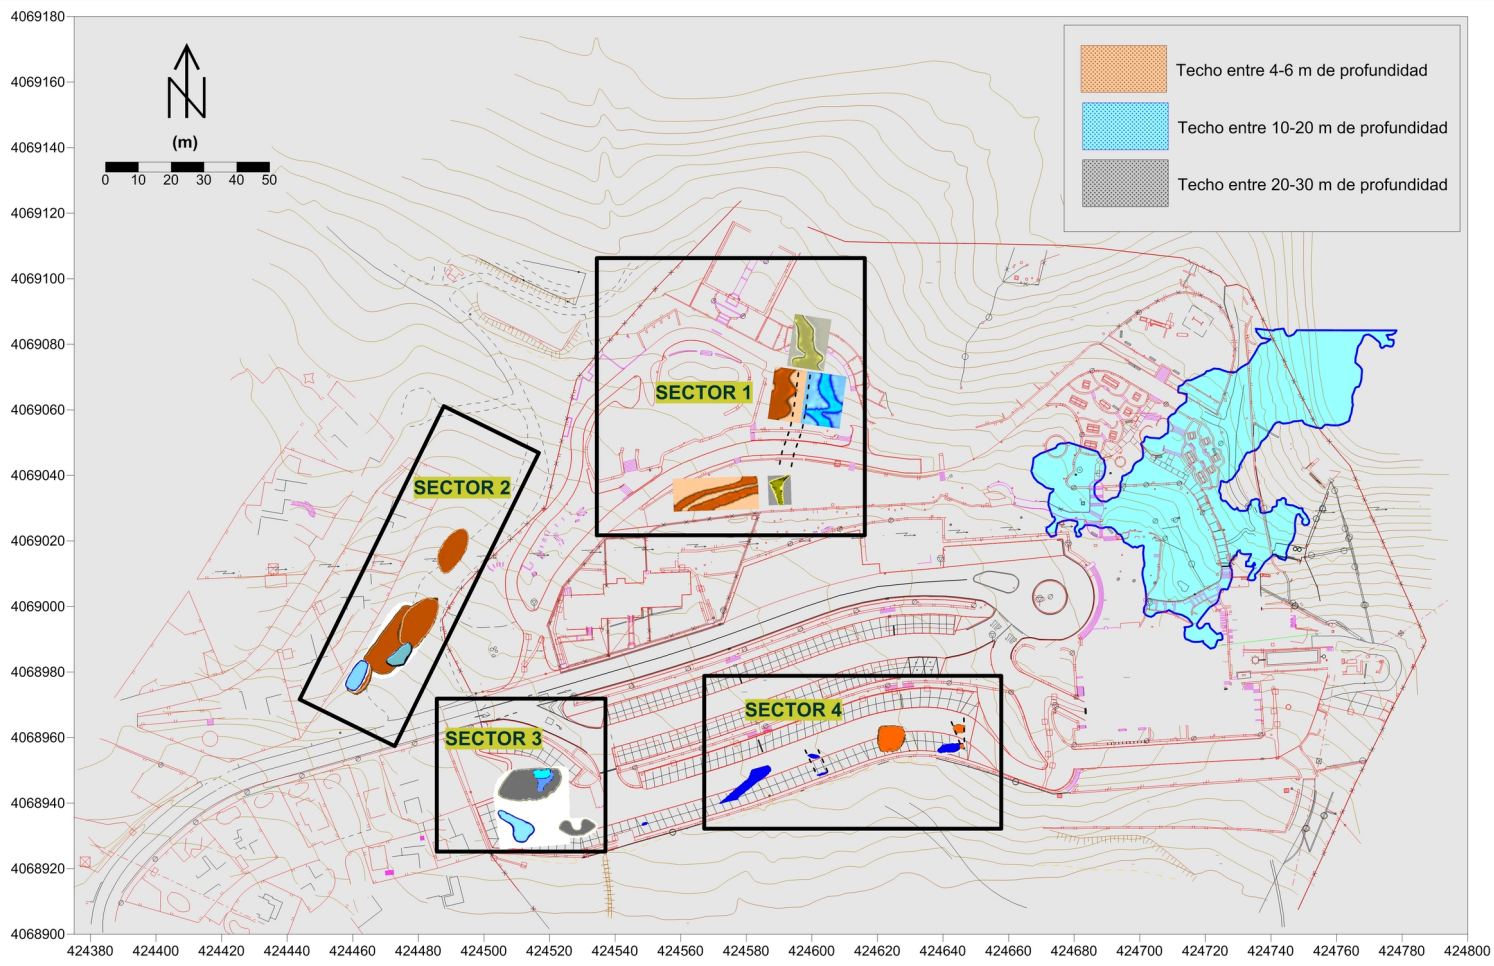 4069180
4069160
4069140
4069120
4069100
4069080
4069060
4069040
4069020
4069000
4068980
4068960
4068940
4068920
4068900
N
(m)
0 10 20 30 40 50
Techo entre 4-6 m de profundidad
Techo entre 10-20 m de profundidad
Techo entre 20-30 m de profundidad
SECTOR 1
SECTOR 2
SECTOR 3
SECTOR 4
424380 424400 424420 424440 424460 424480 424500 424520 424540 424560 424580 424600 424620 424640 424660 424680 424700 424720 424740 424760 424780 424800